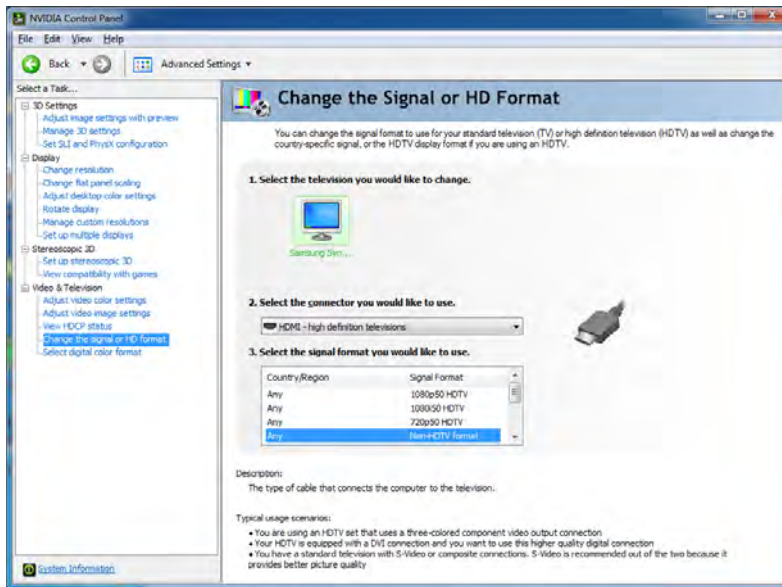 NVIDIA Control Panel
File Edit View Help
Back
Advanced Settings
Select a Task...
3D Settings
Adjust image settings with preview
Manage 3D settings
Set SLI and PhysX configuration
Display
Change resolution
Change flat panel scaling
Adjust desktop color settings
Rotate display
Manage custom resolutions
Set up multiple displays
Stereoscopic 3D
Set up stereoscopic 3D
View compatibility with games
Video & Television
Adjust video color settings
Adjust video image settings
View HDCP status
Change the signal or HD format
Select digital color format
System Information
Change the Signal or HD Format
You can change the signal format to use for your standard television (TV) or high definition television (HDTV) as well as change the
country-specific signal, or the HDTV display format if you are using an HDTV.
1. Select the television you would like to change.
Samsung Syn...
2. Select the connector you would like to use.
HDMI - high definition televisions
3. Select the signal format you would like to use.
Country/Region Signal Format
Any 1080p50 HDTV
Any 1080i50 HDTV
Any 720p50 HDTV
Any Non-HDTV format
Description:
The type of cable that connects the computer to the television.
Typical usage scenarios:
• You are using an HDTV set that uses a three-colored component video output connection
• Your HDTV is equipped with a DVI connection and you want to use this higher quality digital connection
• You have a standard television with S-Video or composite connections. S-Video is recommended out of the two because it
provides better picture quality